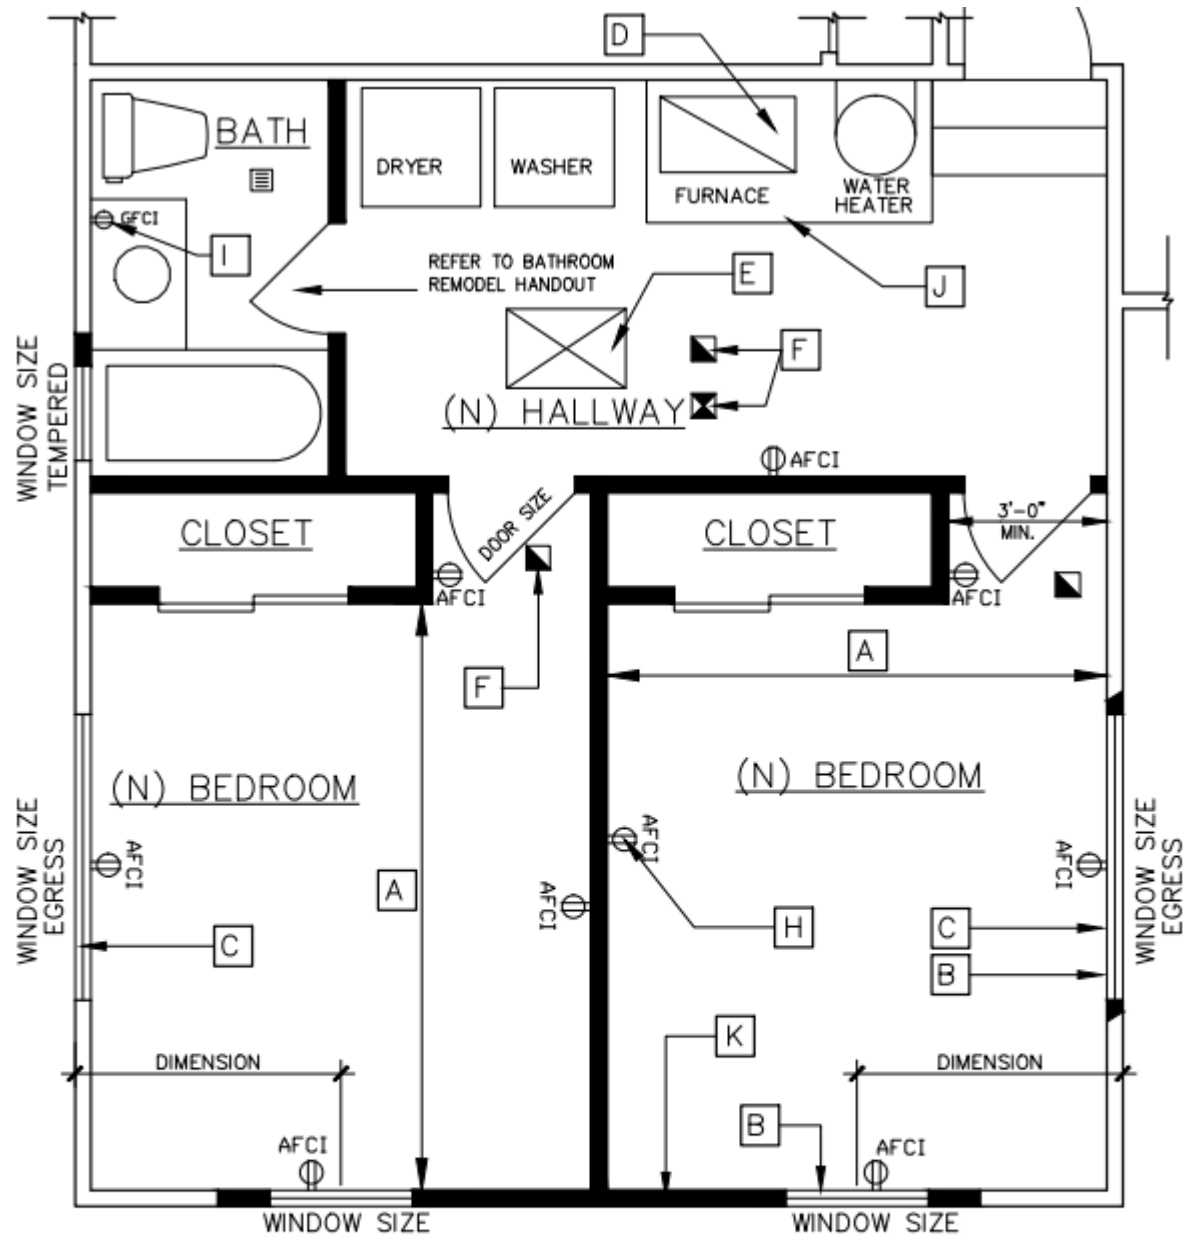 D
BATH
DRYER
WASHER
FURNACE
WATER
HEATER
GFCI
I
REFER TO BATHROOM
REMODEL HANDOUT
E
J
F
WINDOW SIZE
TEMPERED
(N) HALLWAY
AFCI
CLOSET
DOOR SIZE
CLOSET
3'-0"
MIN.
AFCI
AFCI
A
F
(N) BEDROOM
(N) BEDROOM
WINDOW SIZE
EGRESS
AFCI
A
AFCI
AFCI
H
AFCI
C
C
B
WINDOW SIZE
EGRESS
K
DIMENSION
DIMENSION
B
AFCI
AFCI
WINDOW SIZE
WINDOW SIZE